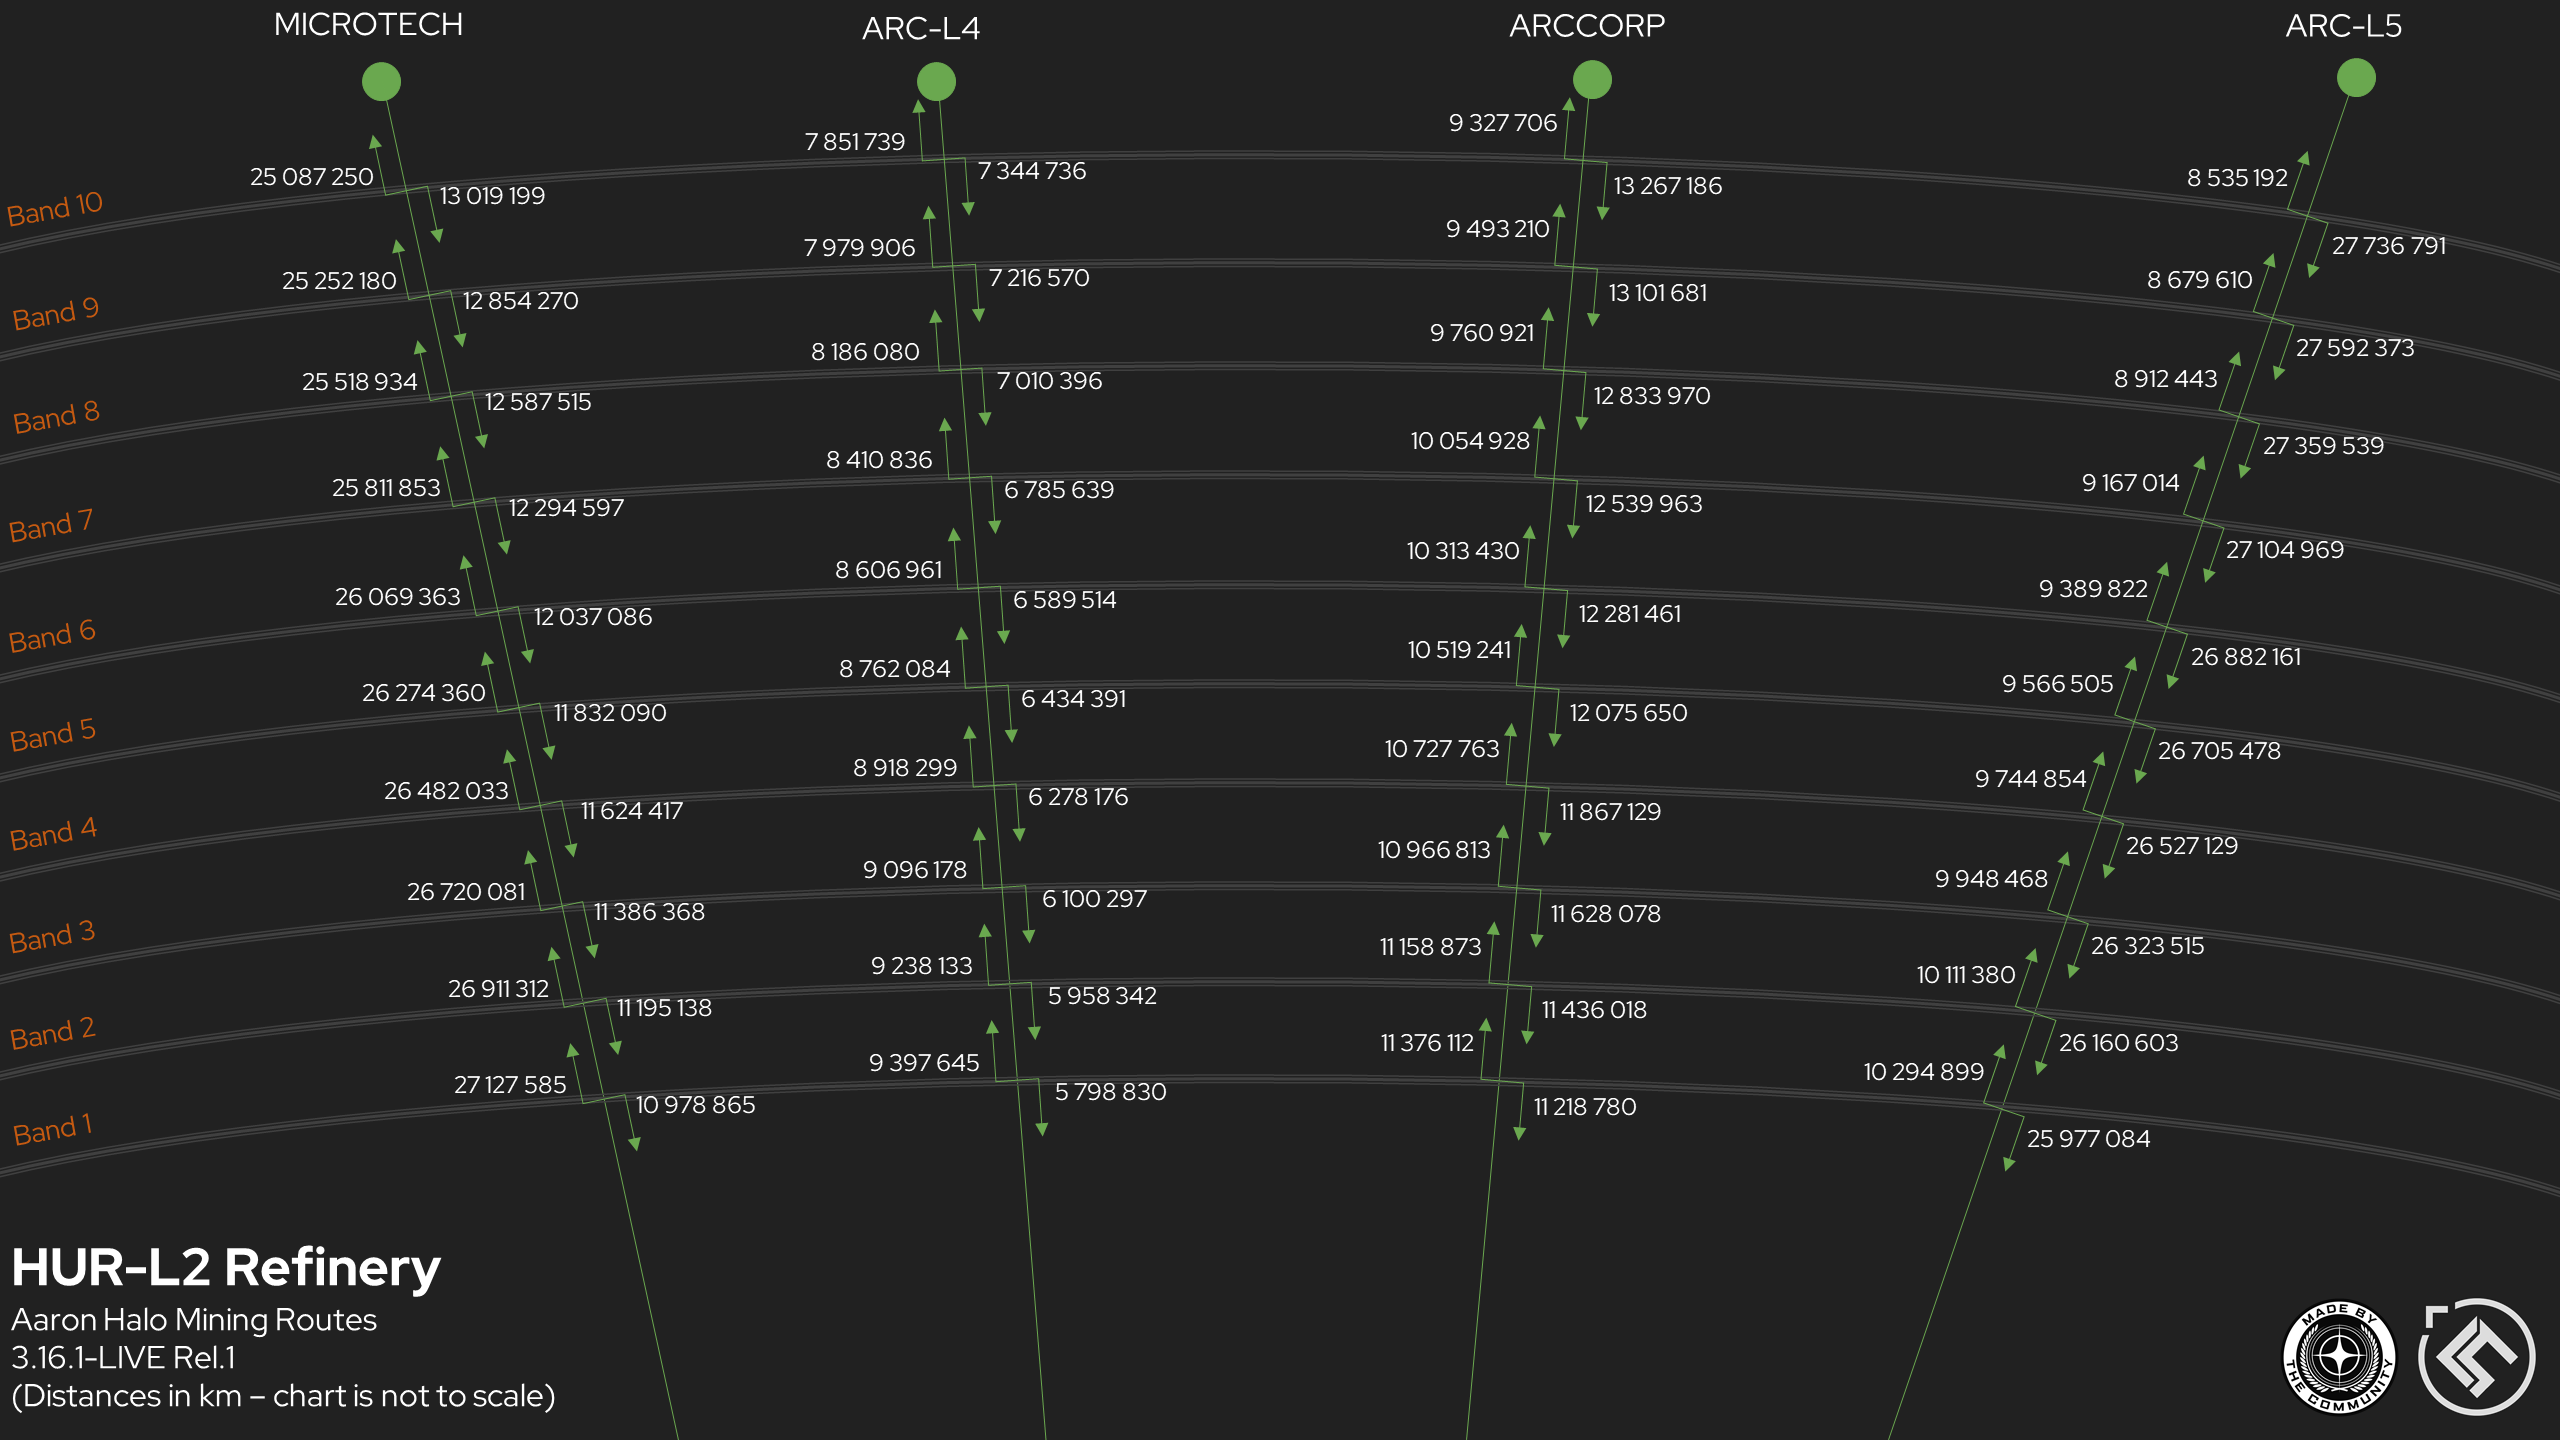 MICROTECH
ARC-L4
ARCCORP
ARC-L5
Band 10
25 087 250
13 019 199
7 851 739
7 344 736
9 327 706
13 267 186
8 535 192
27 736 791
Band 9
25 252 180
12 854 270
7 979 906
7 216 570
9 493 210
13 101 681
8 679 610
27 592 373
Band 8
25 518 934
12 587 515
8 186 080
7 010 396
9 760 921
12 833 970
8 912 443
27 359 539
Band 7
25 811 853
12 294 597
8 410 836
6 785 639
10 054 928
12 539 963
9 167 014
27 104 969
Band 6
26 069 363
12 037 086
8 606 961
6 589 514
10 313 430
12 281 461
9 389 822
26 882 161
Band 5
26 274 360
11 832 090
8 762 084
6 434 391
10 519 241
12 075 650
9 566 505
26 705 478
Band 4
26 482 033
11 624 417
8 918 299
6 278 176
10 727 763
11 867 129
9 744 854
26 527 129
Band 3
26 720 081
11 386 368
9 096 178
6 100 297
10 966 813
11 628 078
9 948 468
26 323 515
Band 2
26 911 312
11 195 138
9 238 133
5 958 342
11 158 873
11 436 018
10 111 380
26 160 603
Band 1
27 127 585
10 978 865
9 397 645
5 798 830
11 376 112
11 218 780
10 294 899
25 977 084
HUR-L2 Refinery
Aaron Halo Mining Routes
3.16.1-LIVE Rel.1
(Distances in km – chart is not to scale)
MADE BY
THE COMMUNITY